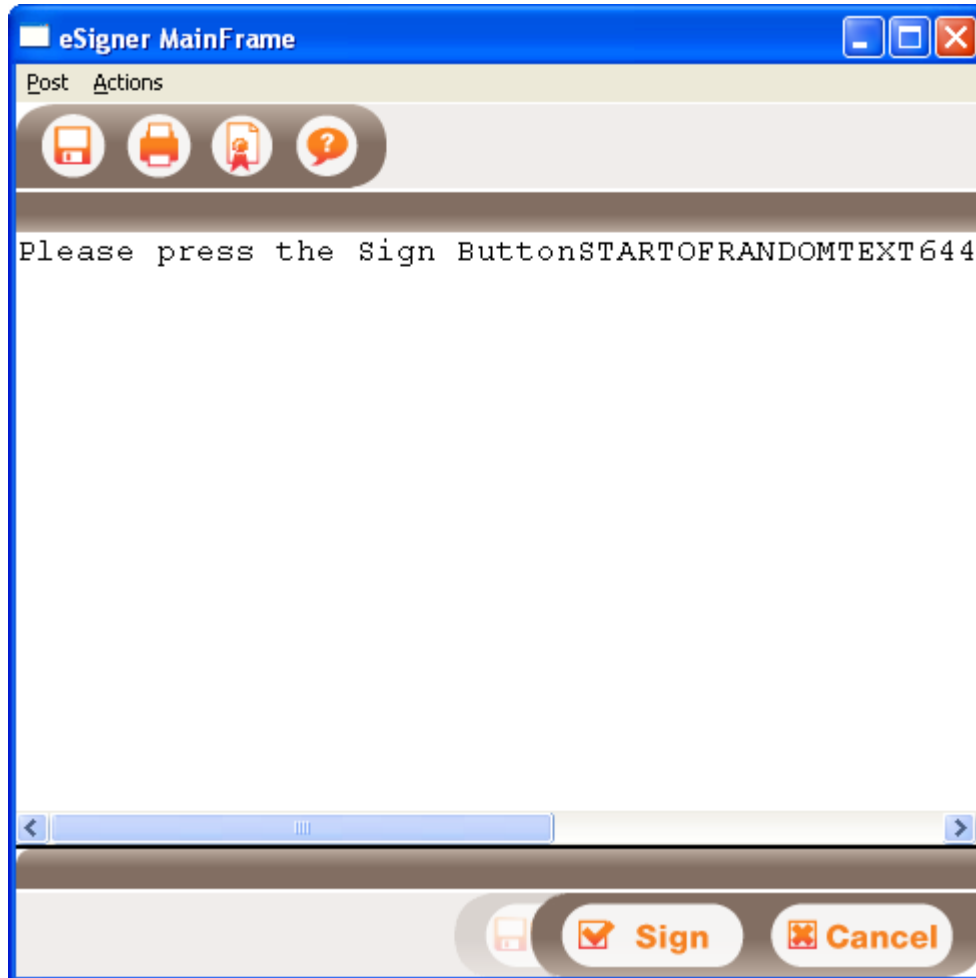 eSigner MainFrame
Post Actions
?
Please press the Sign ButtonSTARTOFRANDOMTEXT644
Sign Cancel